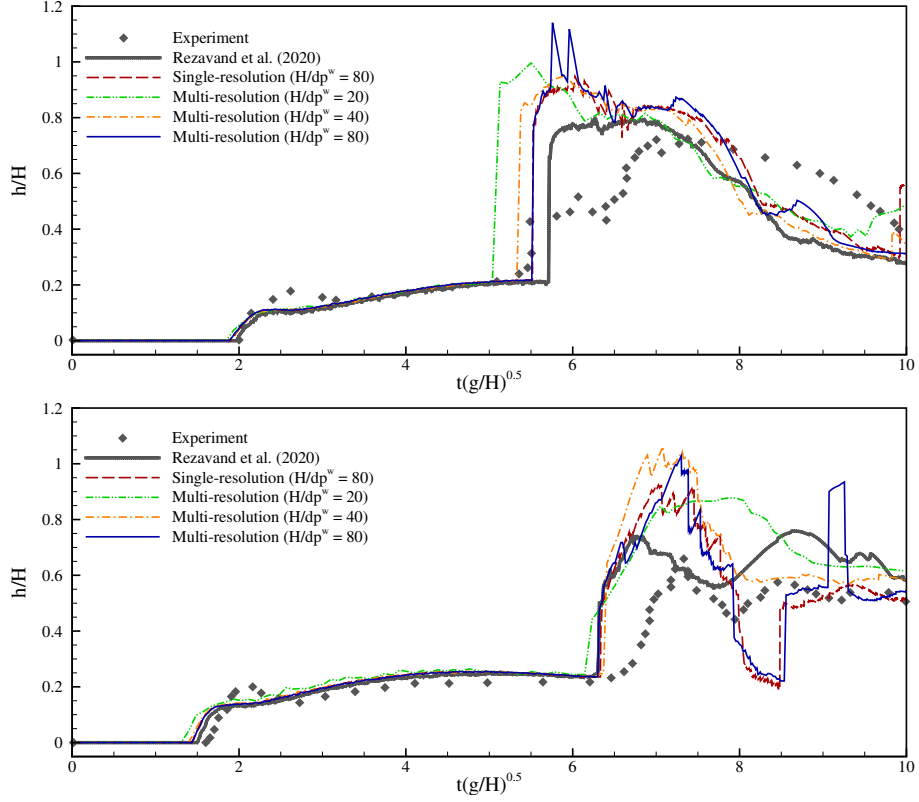 1.2
1
0.8
0.6
0.4
0.2
0
h/H
Experiment
Rezavand et al. (2020)
Single-resolution (H/dp^w = 80)
Multi-resolution (H/dp^w = 20)
Multi-resolution (H/dp^w = 40)
Multi-resolution (H/dp^w = 80)
0 2 4 6 8 10
t(g/H)^0.5
1.2
1
0.8
0.6
0.4
0.2
0
h/H
Experiment
Rezavand et al. (2020)
Single-resolution (H/dp^w = 80)
Multi-resolution (H/dp^w = 20)
Multi-resolution (H/dp^w = 40)
Multi-resolution (H/dp^w = 80)
0 2 4 6 8 10
t(g/H)^0.5